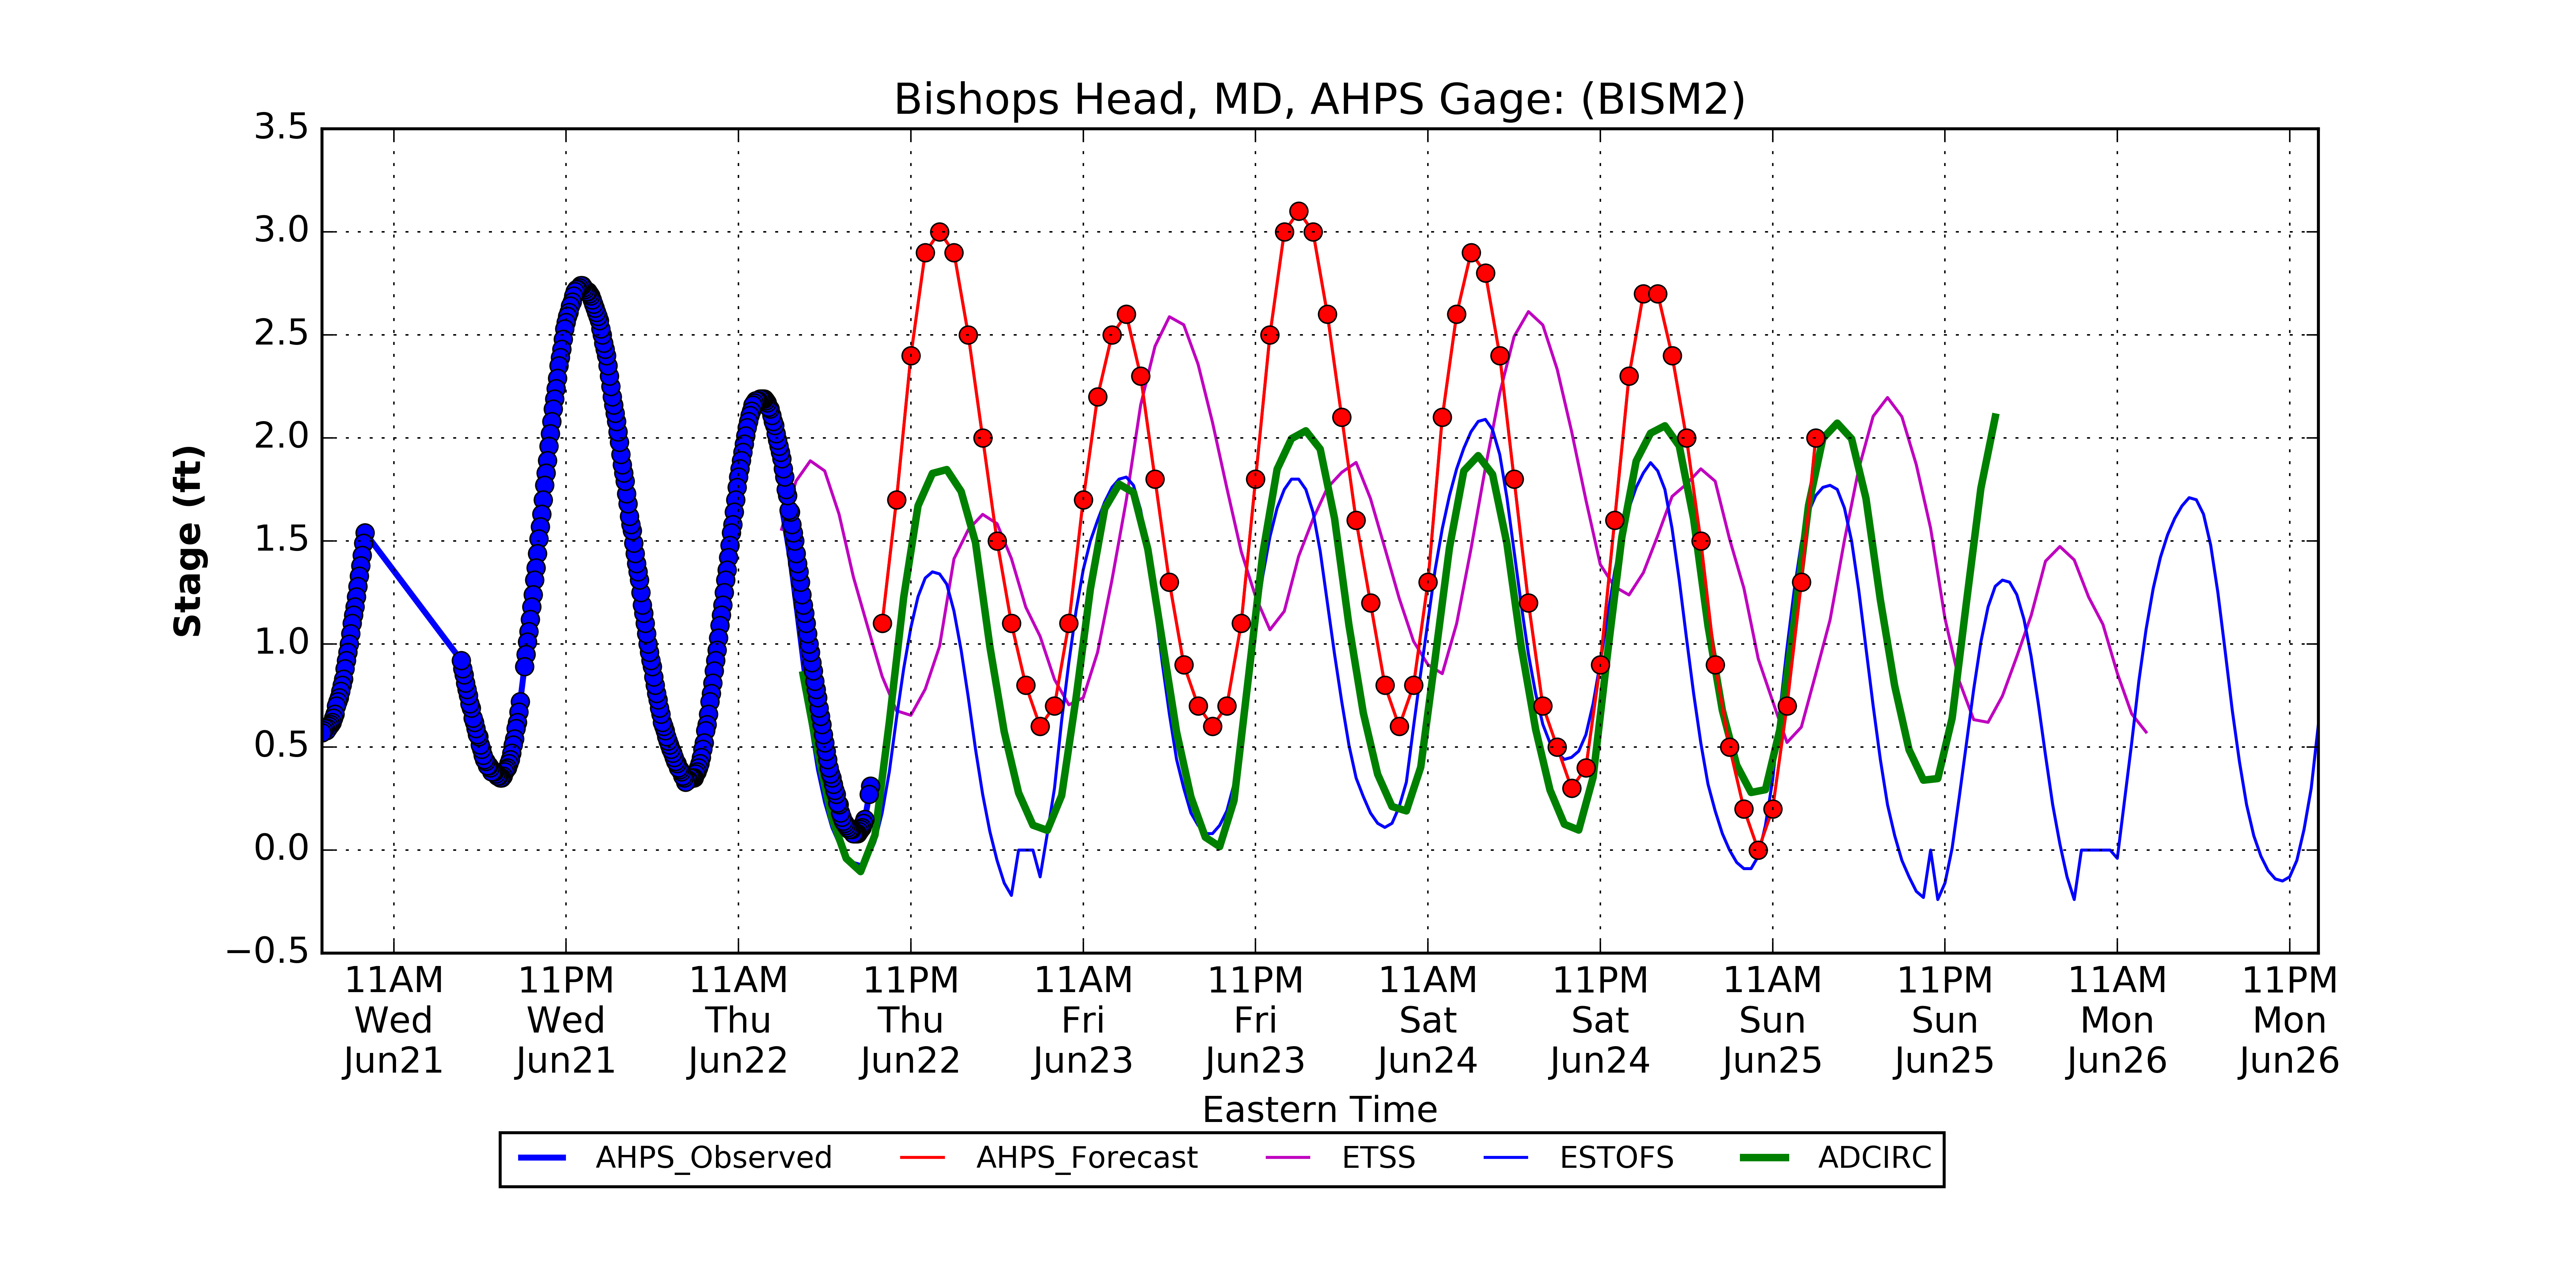 Bishops Head, MD, AHPS Gage: (BISM2)
3.5
3.0
2.5
2.0
1.5
1.0
0.5
0.0
−0.5
Stage (ft)
11AM 11PM 11AM 11PM 11AM 11PM 11AM 11PM 11AM 11PM 11AM 11PM
Wed Wed Thu Thu Fri Fri Sat Sat Sun Sun Mon Mon
Jun21 Jun21 Jun22 Jun22 Jun23 Jun23 Jun24 Jun24 Jun25 Jun25 Jun26 Jun26
Eastern Time
AHPS_Observed AHPS_Forecast ETSS ESTOFS ADCIRC